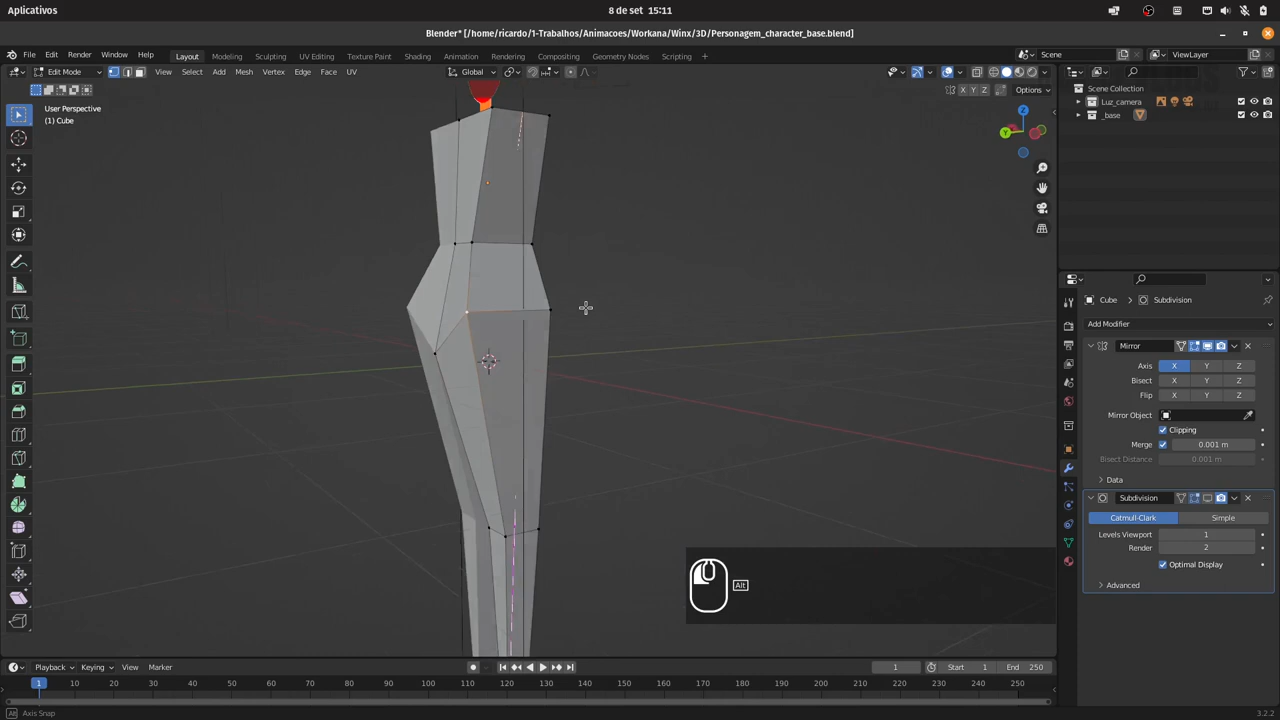 Aplicativos
8 de set 15:11
Blender* [/home/ricardo/1-Trabalhos/Animacoes/Workana/Winx/3D/Personagem_character_base.blend]
File Edit Render Window Help
Layout Modeling Sculpting UV Editing Texture Paint Shading Animation Rendering Compositing Geometry Nodes Scripting
Scene ViewLayer
Edit Mode View Select Add Mesh Vertex Edge Face UV
Global
X Y Z Options
User Perspective
(1) Cube
Z
Y
Scene Collection
Luz_camera
_base
Cube Subdivision
Add Modifier
Mirror
Axis X Y Z
Bisect X Y Z
Flip X Y Z
Mirror Object
Clipping
Merge 0.001 m
Bisect Distance 0.001 m
Data
Subdivision
Catmull-Clark Simple
Levels Viewport 1
Render 2
Optimal Display
Advanced
Alt
Playback Keying View Marker
1 Start 1 End 250
1 10 20 30 40 50 60 70 80 90 100 110 120 130 140 150 160 170 180 190 200 210 220 230 240 250
Alt Axis Snap
3.2.2